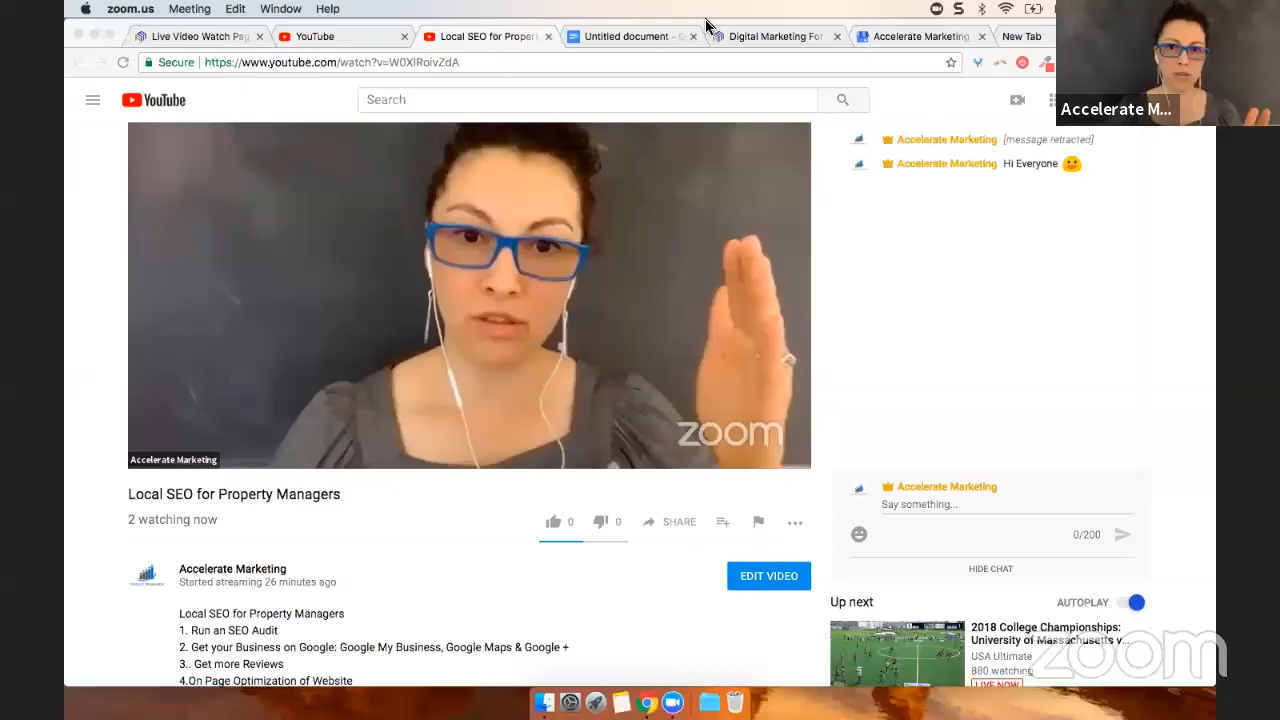 zoom.us Meeting Edit Window Help
Live Video Watch Pag
YouTube
Local SEO for Proper
Untitled document - G
Digital Marketing For
Accelerate Marketing
New Tab
Secure https://www.youtube.com/watch?v=W0XlRoivZdA
YouTube
Search
Accelerate M...
Accelerate Marketing [message retracted]
Accelerate Marketing Hi Everyone
zoom
Accelerate Marketing
Local SEO for Property Managers
2 watching now
0 0 SHARE
Accelerate Marketing
Say something...
0/200
HIDE CHAT
Accelerate Marketing
Started streaming 26 minutes ago
EDIT VIDEO
Up next AUTOPLAY
Local SEO for Property Managers
1. Run an SEO Audit
2. Get your Business on Google: Google My Business, Google Maps & Google +
3.. Get more Reviews
4.On Page Optimization of Website
2018 College Championships:
University of Massachusetts v...
USA Ultimate
880 watching
LIVE NOW
zoom